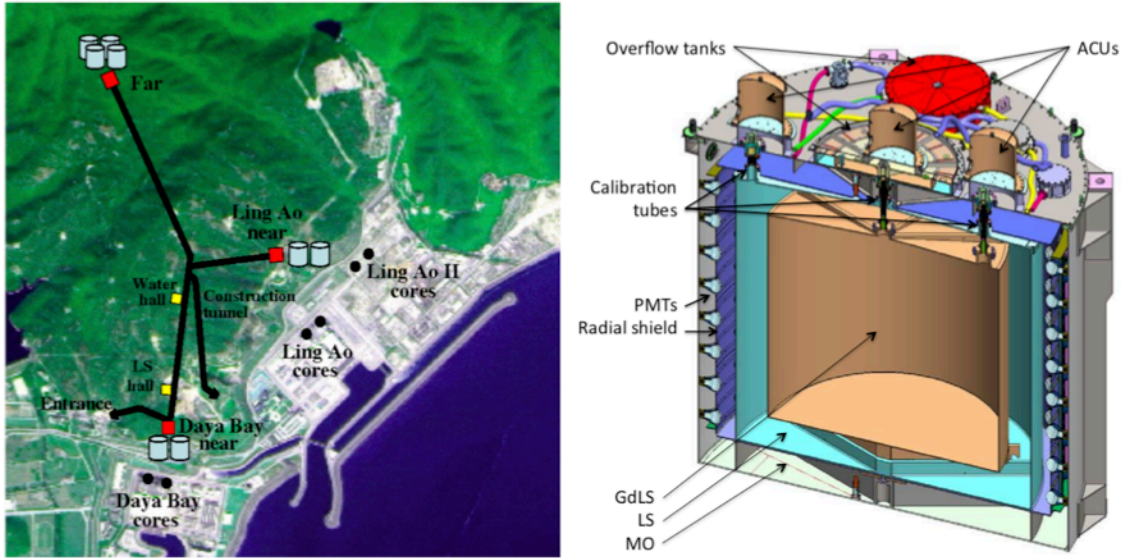 Far
Ling Ao
near
Ling Ao II
cores
Water
hall
Construction
tunnel
Ling Ao
cores
LS
hall
Entrance
Daya Bay
near
Daya Bay
cores
Overflow tanks
ACUs
Calibration
tubes
PMTs
Radial shield
GdLS
LS
MO